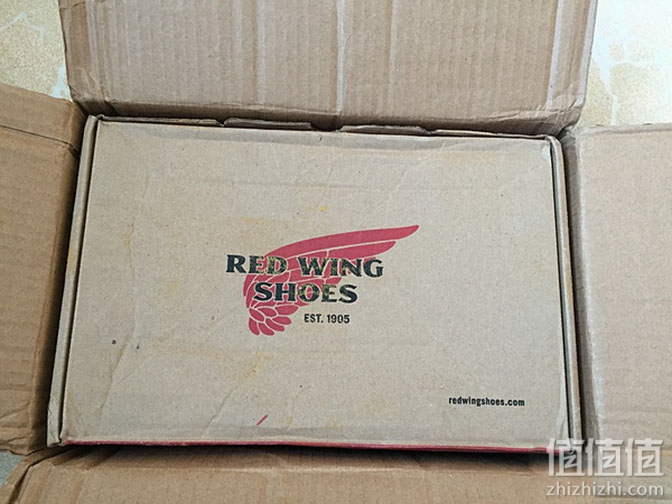 RED WING
SHOES
EST. 1905
redwingshoes.com
值值值
zhizhizhi.com